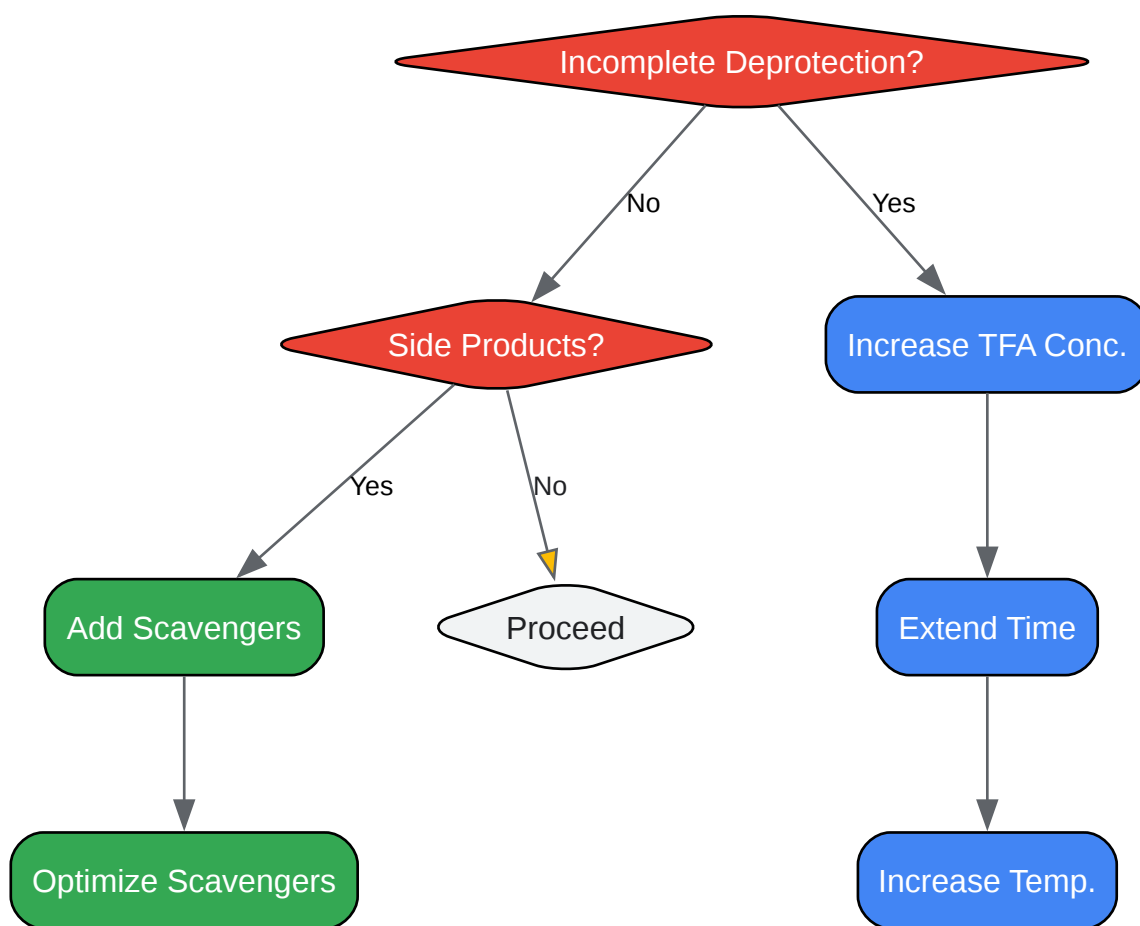 Incomplete Deprotection?
No
Yes
Side Products?
Increase TFA Conc.
Yes
No
Add Scavengers
Proceed
Extend Time
Optimize Scavengers
Increase Temp.